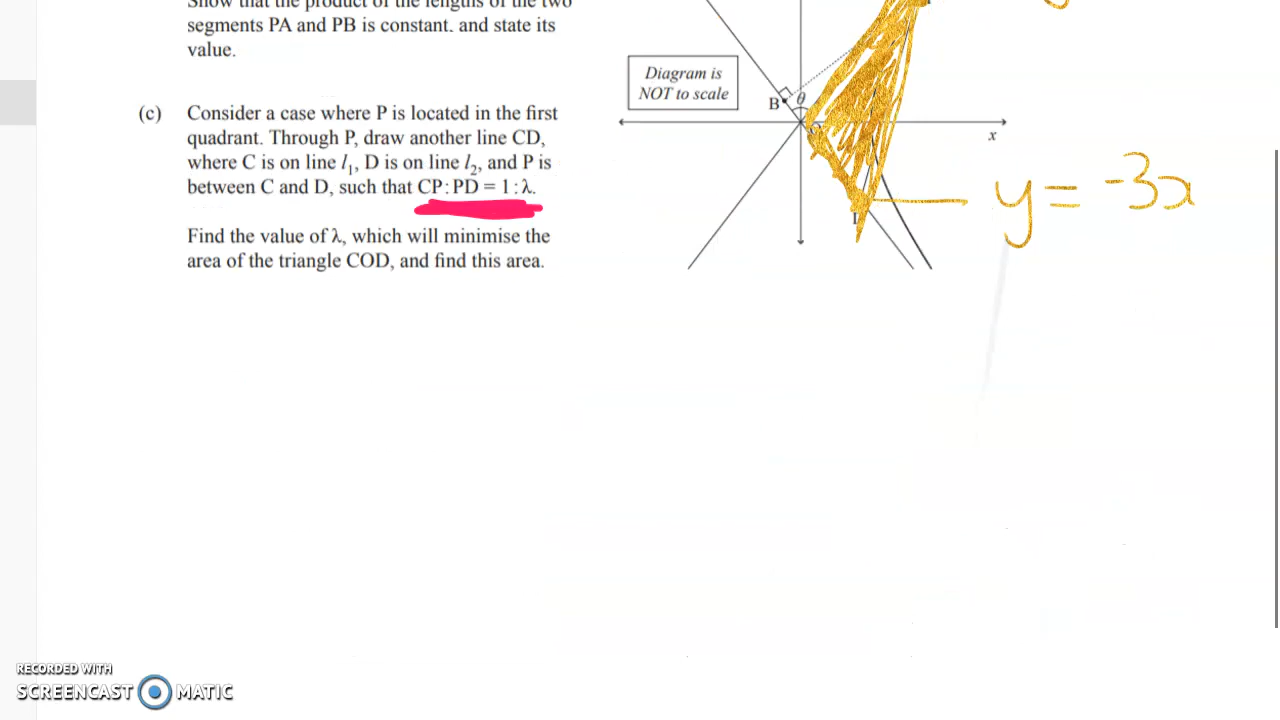 Show that the product of the lengths of the two
segments PA and PB is constant, and state its
value.
Diagram is
NOT to scale
B
θ
x
(c) Consider a case where P is located in the first
quadrant. Through P, draw another line CD,
where C is on line l₁, D is on line l₂, and P is
between C and D, such that CP : PD = 1 : λ.
y = -3x
Find the value of λ, which will minimise the
area of the triangle COD, and find this area.
RECORDED WITH
SCREENCAST MATIC